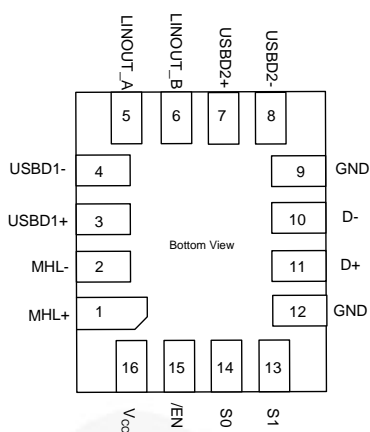 LINOUT_A
LINOUT_B
USBD2+
USBD2-
5
6
7
8
USBD1-
4
9
GND
USBD1+
3
10
D-
Bottom View
MHL-
2
11
D+
MHL+
1
12
GND
16
15
14
13
VCC
/EN
S0
S1